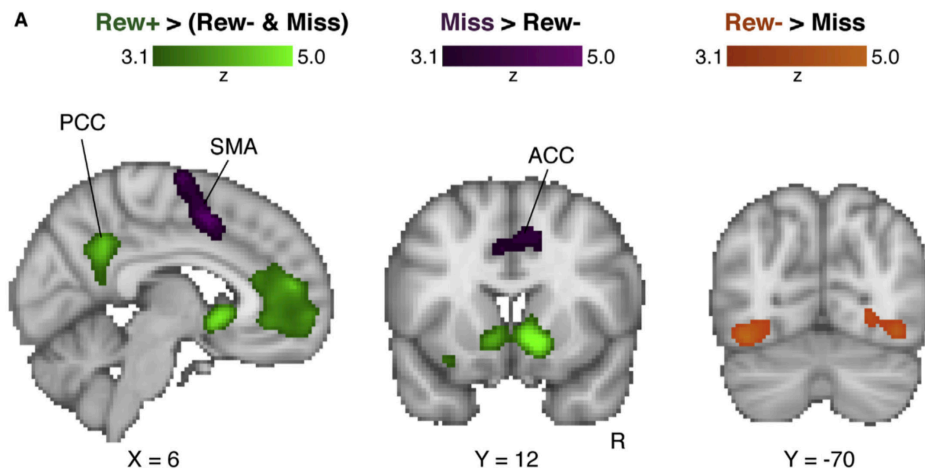 A
Rew+ > (Rew- & Miss)
3.1 5.0
z
Miss > Rew-
3.1 5.0
z
Rew- > Miss
3.1 5.0
z
PCC
SMA
ACC
R
X = 6
Y = 12
Y = -70